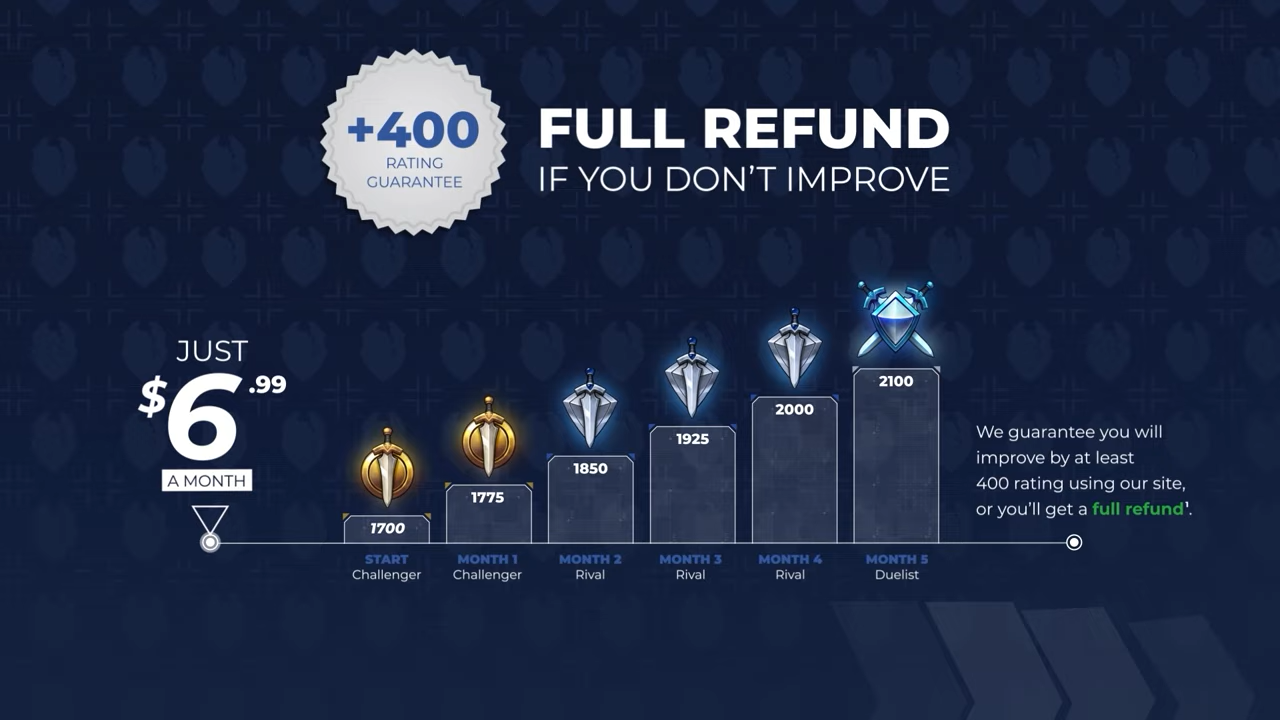 +400
RATING
GUARANTEE
FULL REFUND
IF YOU DON'T IMPROVE
JUST
$6.99
A MONTH
1700
1775
1850
1925
2000
2100
START
Challenger
MONTH 1
Challenger
MONTH 2
Rival
MONTH 3
Rival
MONTH 4
Rival
MONTH 5
Duelist
We guarantee you will
improve by at least
400 rating using our site,
or you'll get a full refund¹.